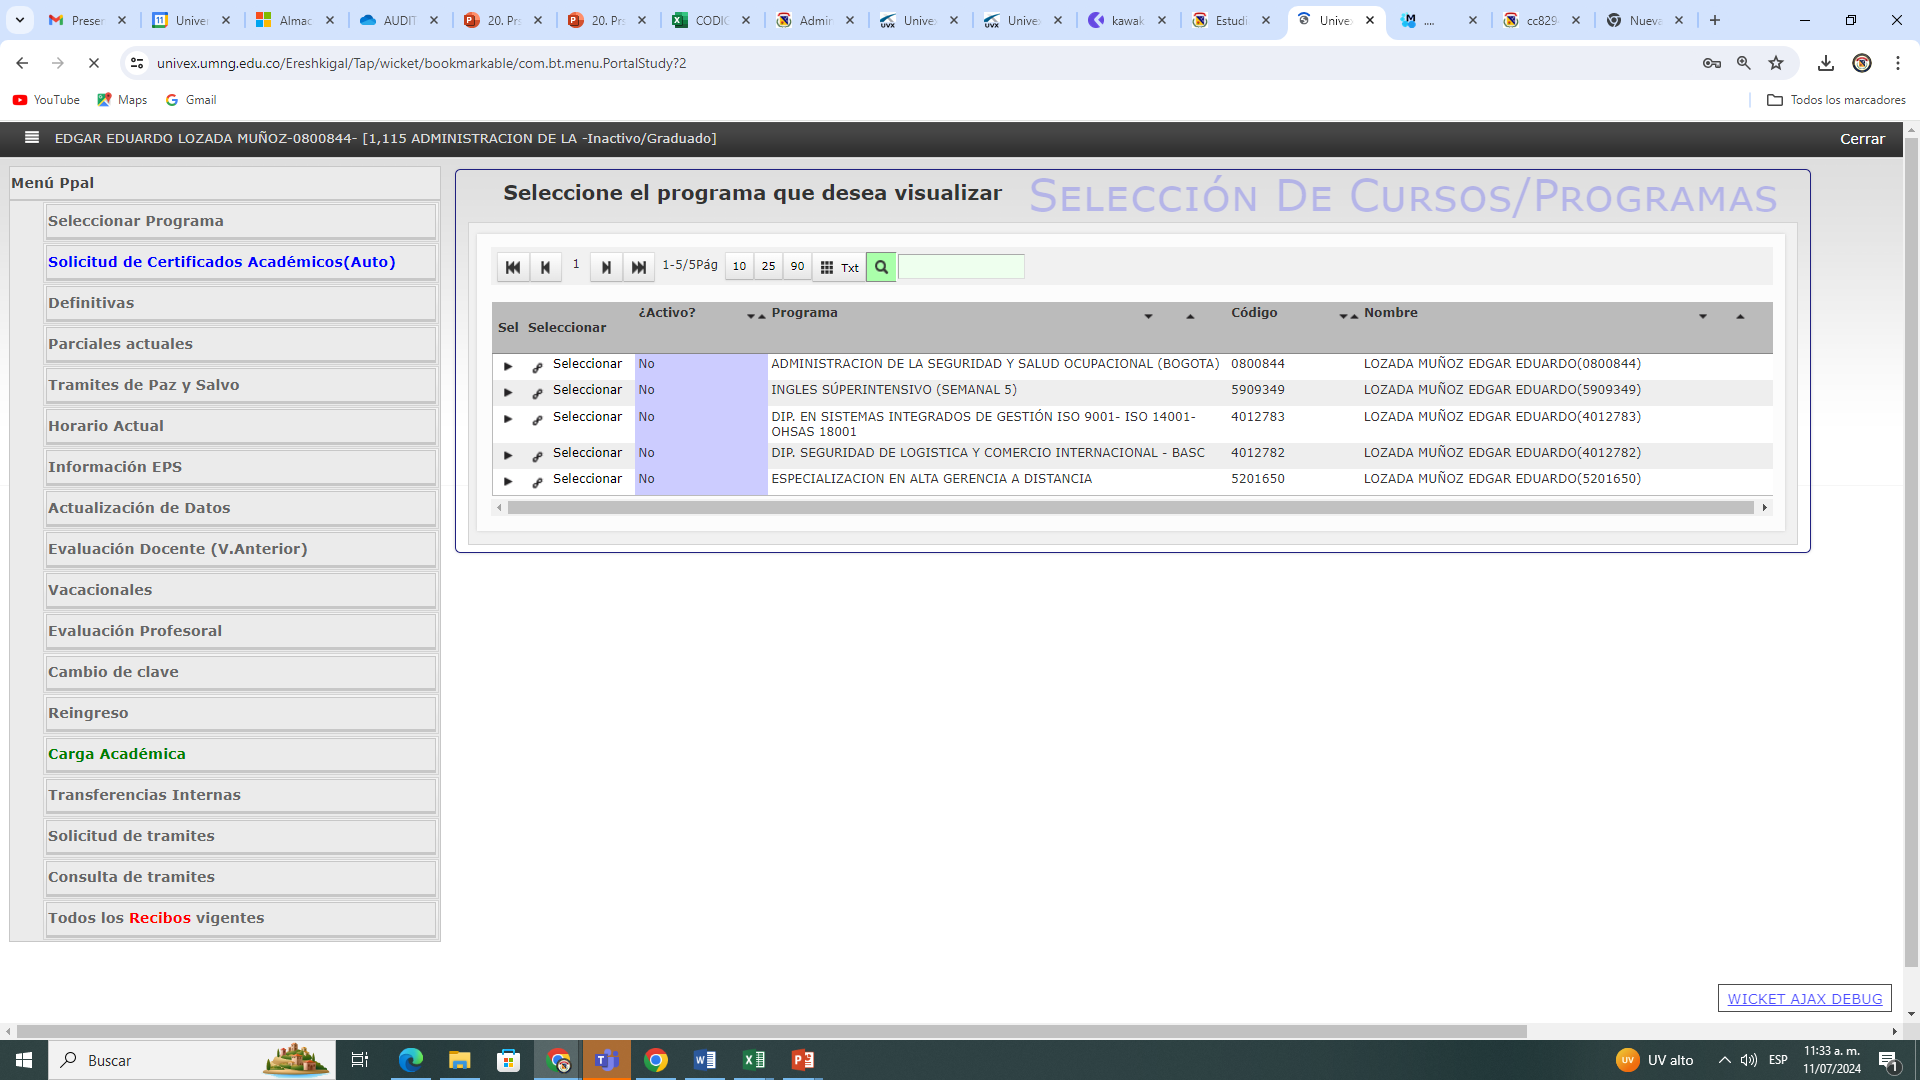 Preser
Univer
Almac
AUDIT
20. Prs
20. Prs
CODIG
Admin
Univex
Univex
kawak
Estudi
Univex
....
cc829
Nueva
univex.umng.edu.co/Ereshkigal/Tap/wicket/bookmarkable/com.bt.menu.PortalStudy?2
YouTube
Maps
Gmail
Todos los marcadores
EDGAR EDUARDO LOZADA MUÑOZ-0800844- [1,115 ADMINISTRACION DE LA -Inactivo/Graduado]
Cerrar
Menú Ppal
Seleccionar Programa
Solicitud de Certificados Académicos(Auto)
Definitivas
Parciales actuales
Tramites de Paz y Salvo
Horario Actual
Información EPS
Actualización de Datos
Evaluación Docente (V.Anterior)
Vacacionales
Evaluación Profesoral
Cambio de clave
Reingreso
Carga Académica
Transferencias Internas
Solicitud de tramites
Consulta de tramites
Todos los Recibos vigentes
Seleccione el programa que desea visualizar
Selección De Cursos/Programas
1 1-5/5Pág 10 25 90 Txt
Sel Seleccionar ¿Activo? Programa Código Nombre
Seleccionar No ADMINISTRACION DE LA SEGURIDAD Y SALUD OCUPACIONAL (BOGOTA) 0800844 LOZADA MUÑOZ EDGAR EDUARDO(0800844)
Seleccionar No INGLES SÚPERINTENSIVO (SEMANAL 5) 5909349 LOZADA MUÑOZ EDGAR EDUARDO(5909349)
Seleccionar No DIP. EN SISTEMAS INTEGRADOS DE GESTIÓN ISO 9001- ISO 14001- 4012783 LOZADA MUÑOZ EDGAR EDUARDO(4012783)
OHSAS 18001
Seleccionar No DIP. SEGURIDAD DE LOGISTICA Y COMERCIO INTERNACIONAL - BASC 4012782 LOZADA MUÑOZ EDGAR EDUARDO(4012782)
Seleccionar No ESPECIALIZACION EN ALTA GERENCIA A DISTANCIA 5201650 LOZADA MUÑOZ EDGAR EDUARDO(5201650)
WICKET AJAX DEBUG
Buscar
UV alto
ESP
11:33 a. m.
11/07/2024
1